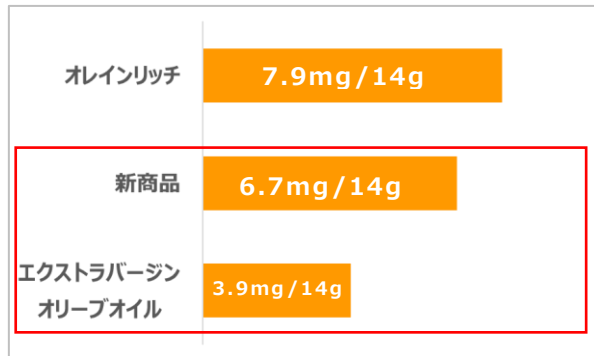 オレインリッチ
7.9mg/14g
新商品
6.7mg/14g
エクストラバージン
オリーブオイル
3.9mg/14g